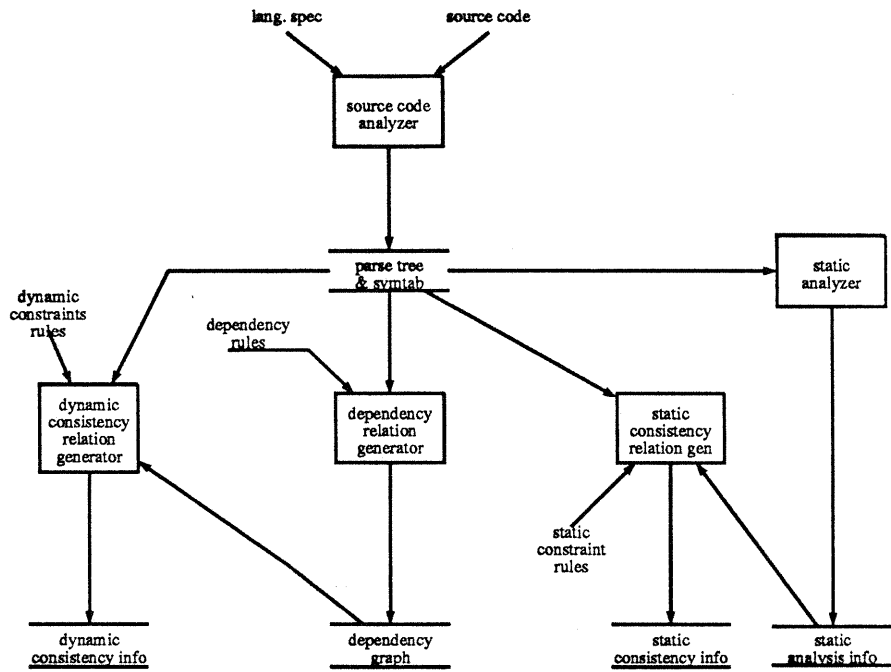 lang. spec
source code
source code
analyzer
parse tree
& symtab
static
analyzer
dynamic
constraints
rules
dependency
rules
dynamic
consistency
relation
generator
dependency
relation
generator
static
consistency
relation gen
static
constraint
rules
dynamic
consistency info
dependency
graph
static
consistency info
static
analysis info